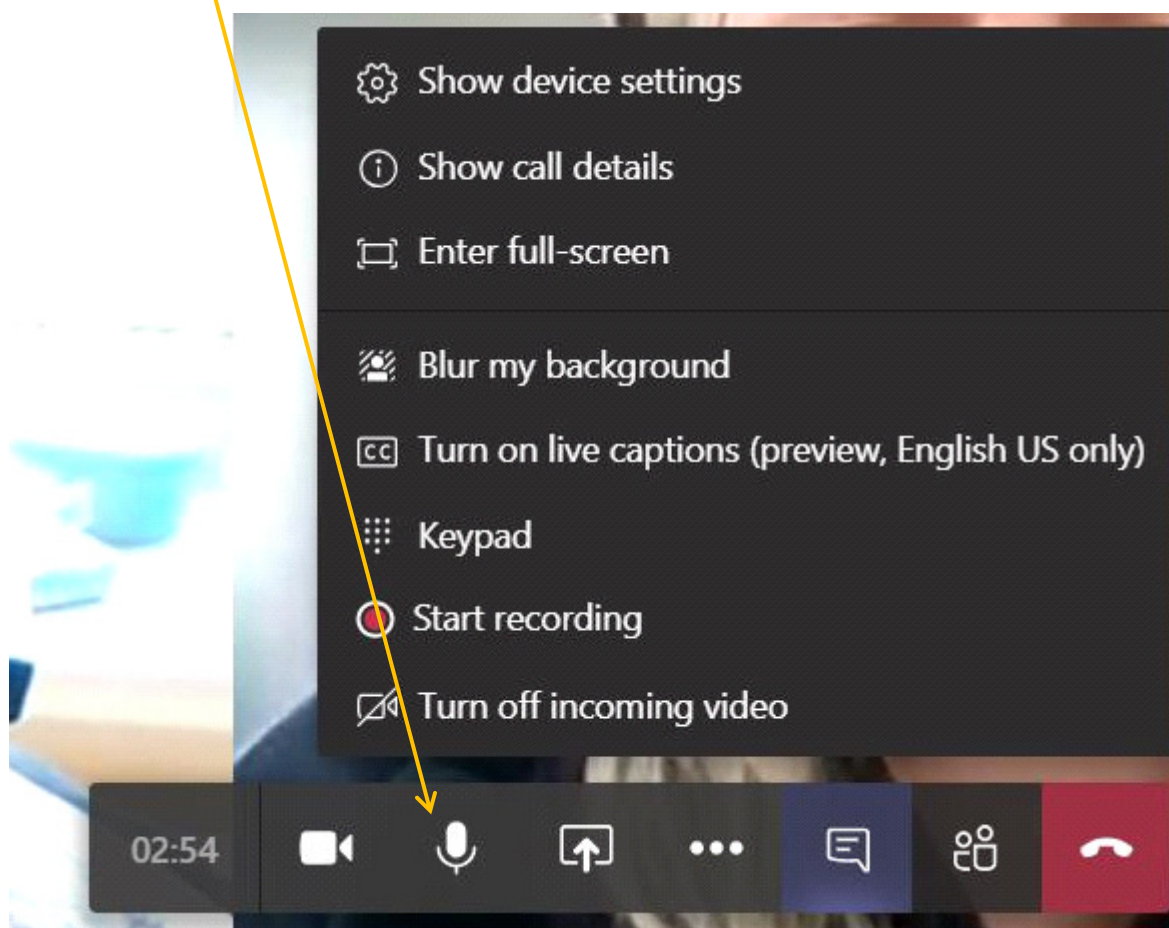 Show device settings
Show call details
Enter full-screen
Blur my background
CC Turn on live captions (preview, English US only)
Keypad
Start recording
Turn off incoming video
02:54